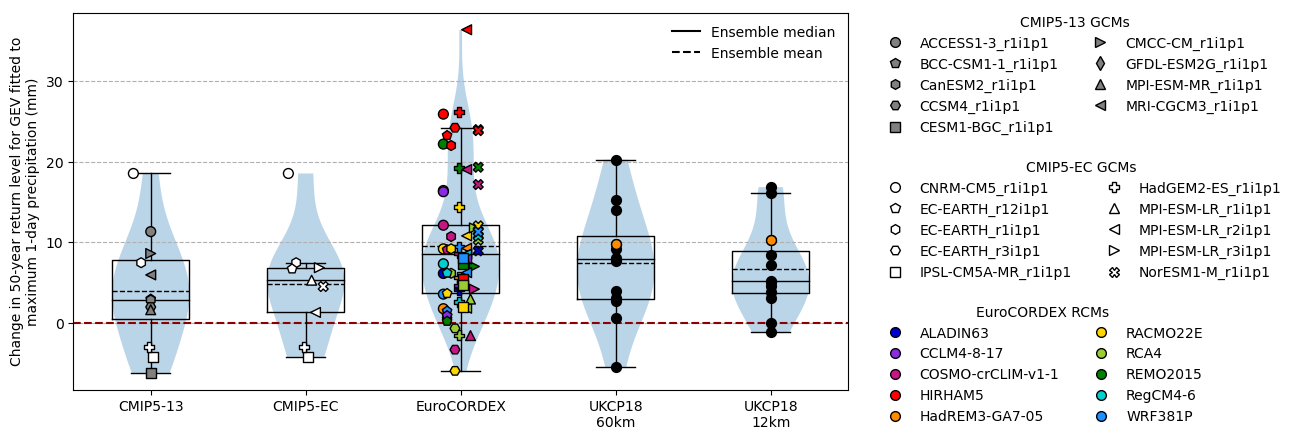 Change in 50-year return level for GEV fitted to
maximum 1-day precipitation (mm)
30
20
10
0
CMIP5-13
CMIP5-EC
EuroCORDEX
UKCP18
60km
UKCP18
12km
Ensemble median
Ensemble mean
CMIP5-13 GCMs
ACCESS1-3_r1i1p1
BCC-CSM1-1_r1i1p1
CanESM2_r1i1p1
CCSM4_r1i1p1
CESM1-BGC_r1i1p1
CMCC-CM_r1i1p1
GFDL-ESM2G_r1i1p1
MPI-ESM-MR_r1i1p1
MRI-CGCM3_r1i1p1
CMIP5-EC GCMs
CNRM-CM5_r1i1p1
EC-EARTH_r12i1p1
EC-EARTH_r1i1p1
EC-EARTH_r3i1p1
IPSL-CM5A-MR_r1i1p1
HadGEM2-ES_r1i1p1
MPI-ESM-LR_r1i1p1
MPI-ESM-LR_r2i1p1
MPI-ESM-LR_r3i1p1
NorESM1-M_r1i1p1
EuroCORDEX RCMs
ALADIN63
CCLM4-8-17
COSMO-crCLIM-v1-1
HIRHAM5
HadREM3-GA7-05
RACMO22E
RCA4
REMO2015
RegCM4-6
WRF381P